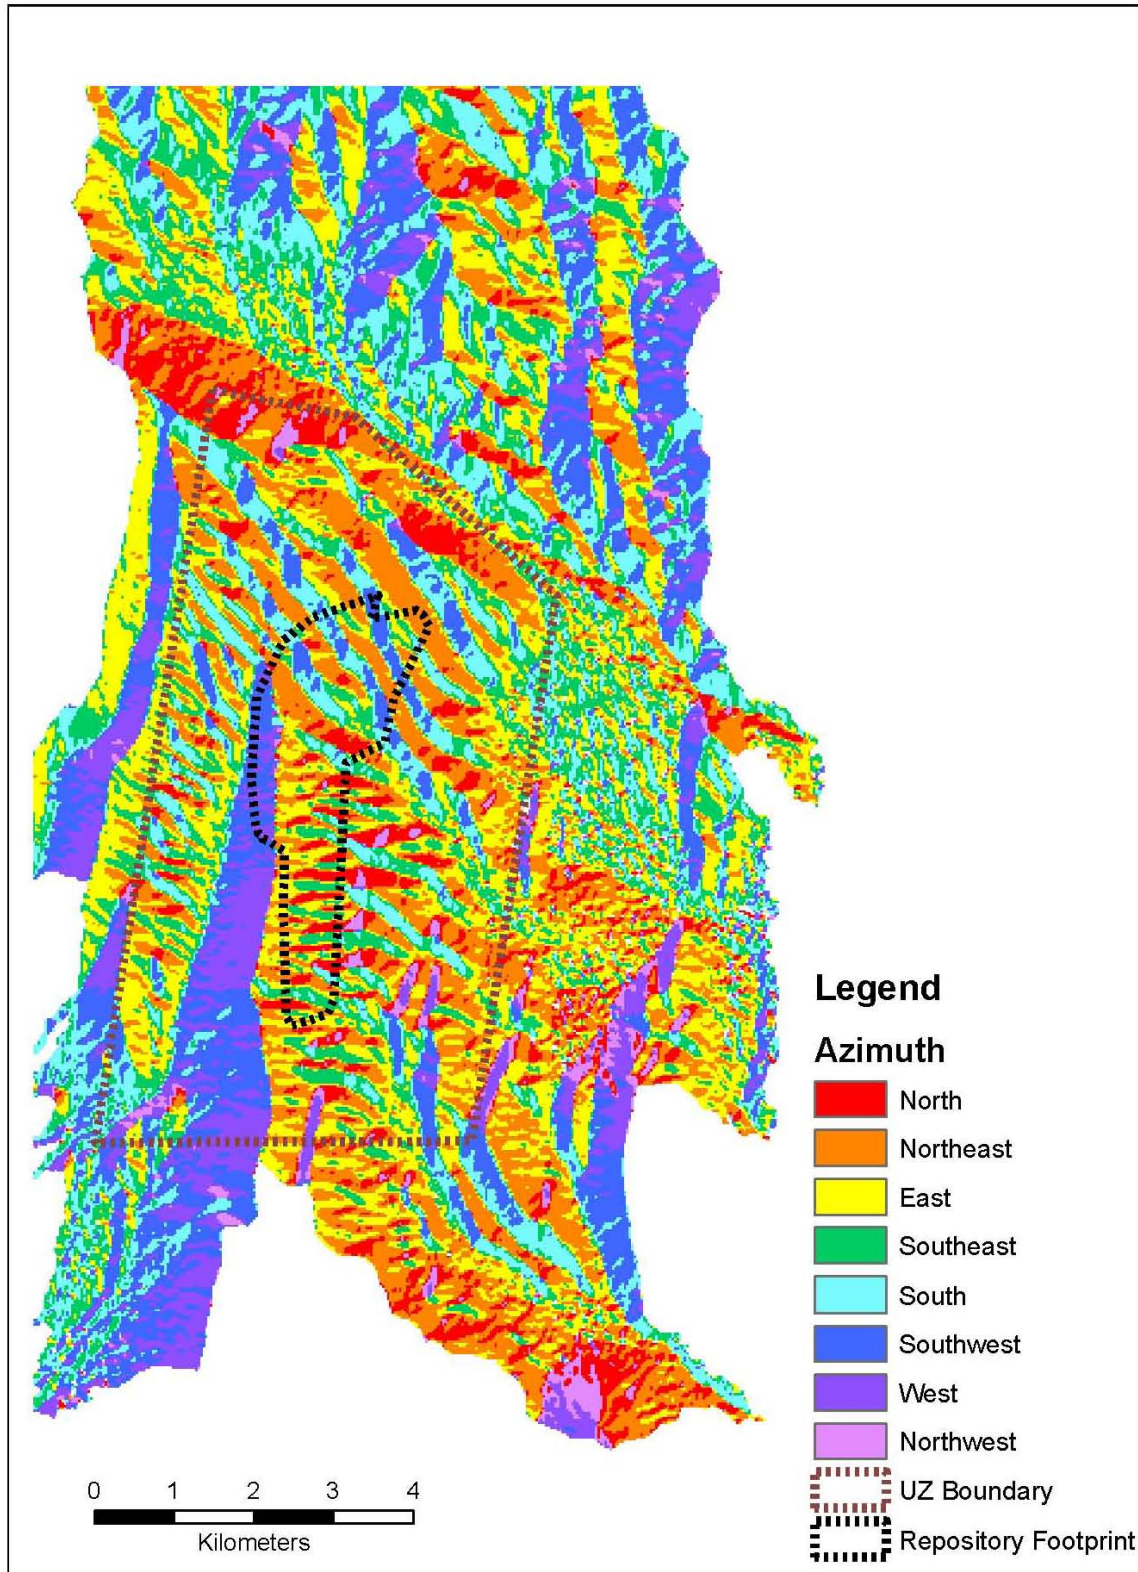 Legend
Azimuth
North
Northeast
East
Southeast
South
Southwest
West
Northwest
UZ Boundary
Repository Footprint
0 1 2 3 4
Kilometers